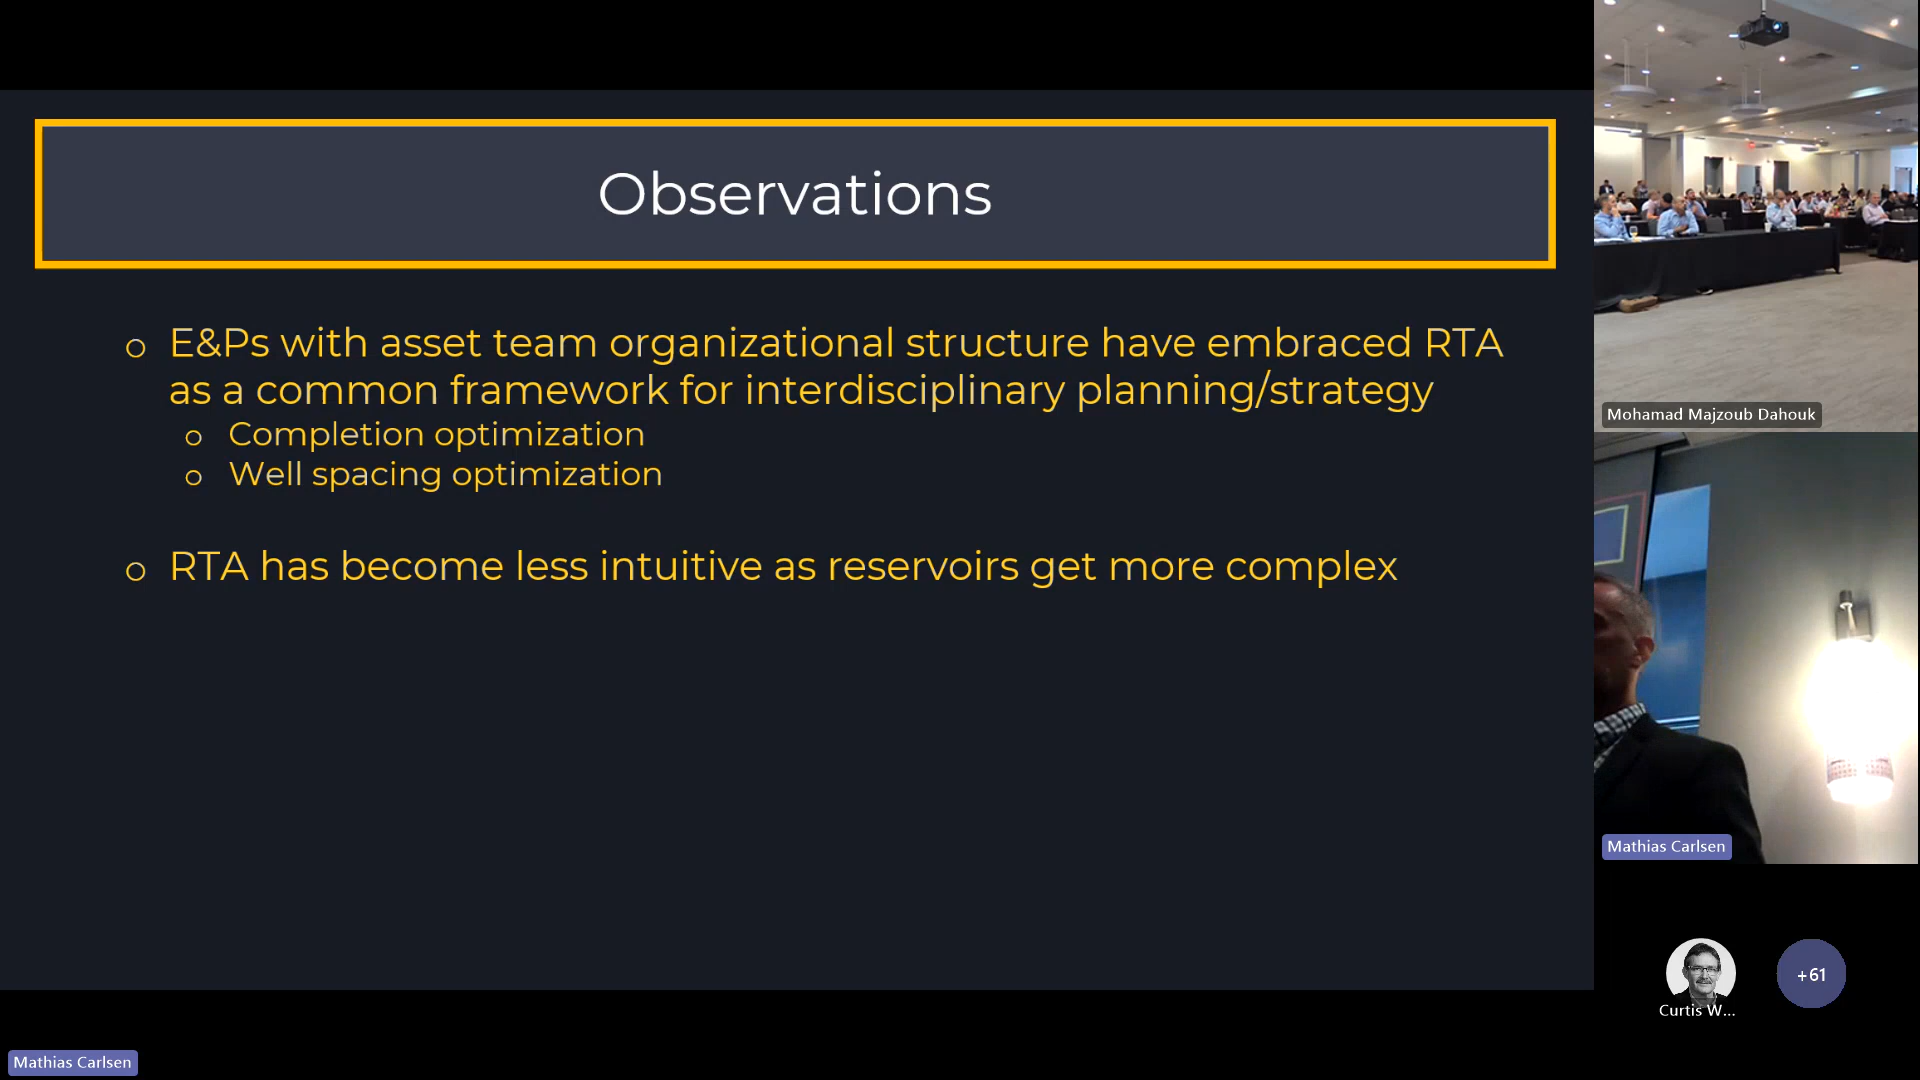 Observations
o E&Ps with asset team organizational structure have embraced RTA
as a common framework for interdisciplinary planning/strategy
o Completion optimization
o Well spacing optimization
o RTA has become less intuitive as reservoirs get more complex
Mohamad Majzoub Dahouk
Mathias Carlsen
Curtis W...
+61
Mathias Carlsen